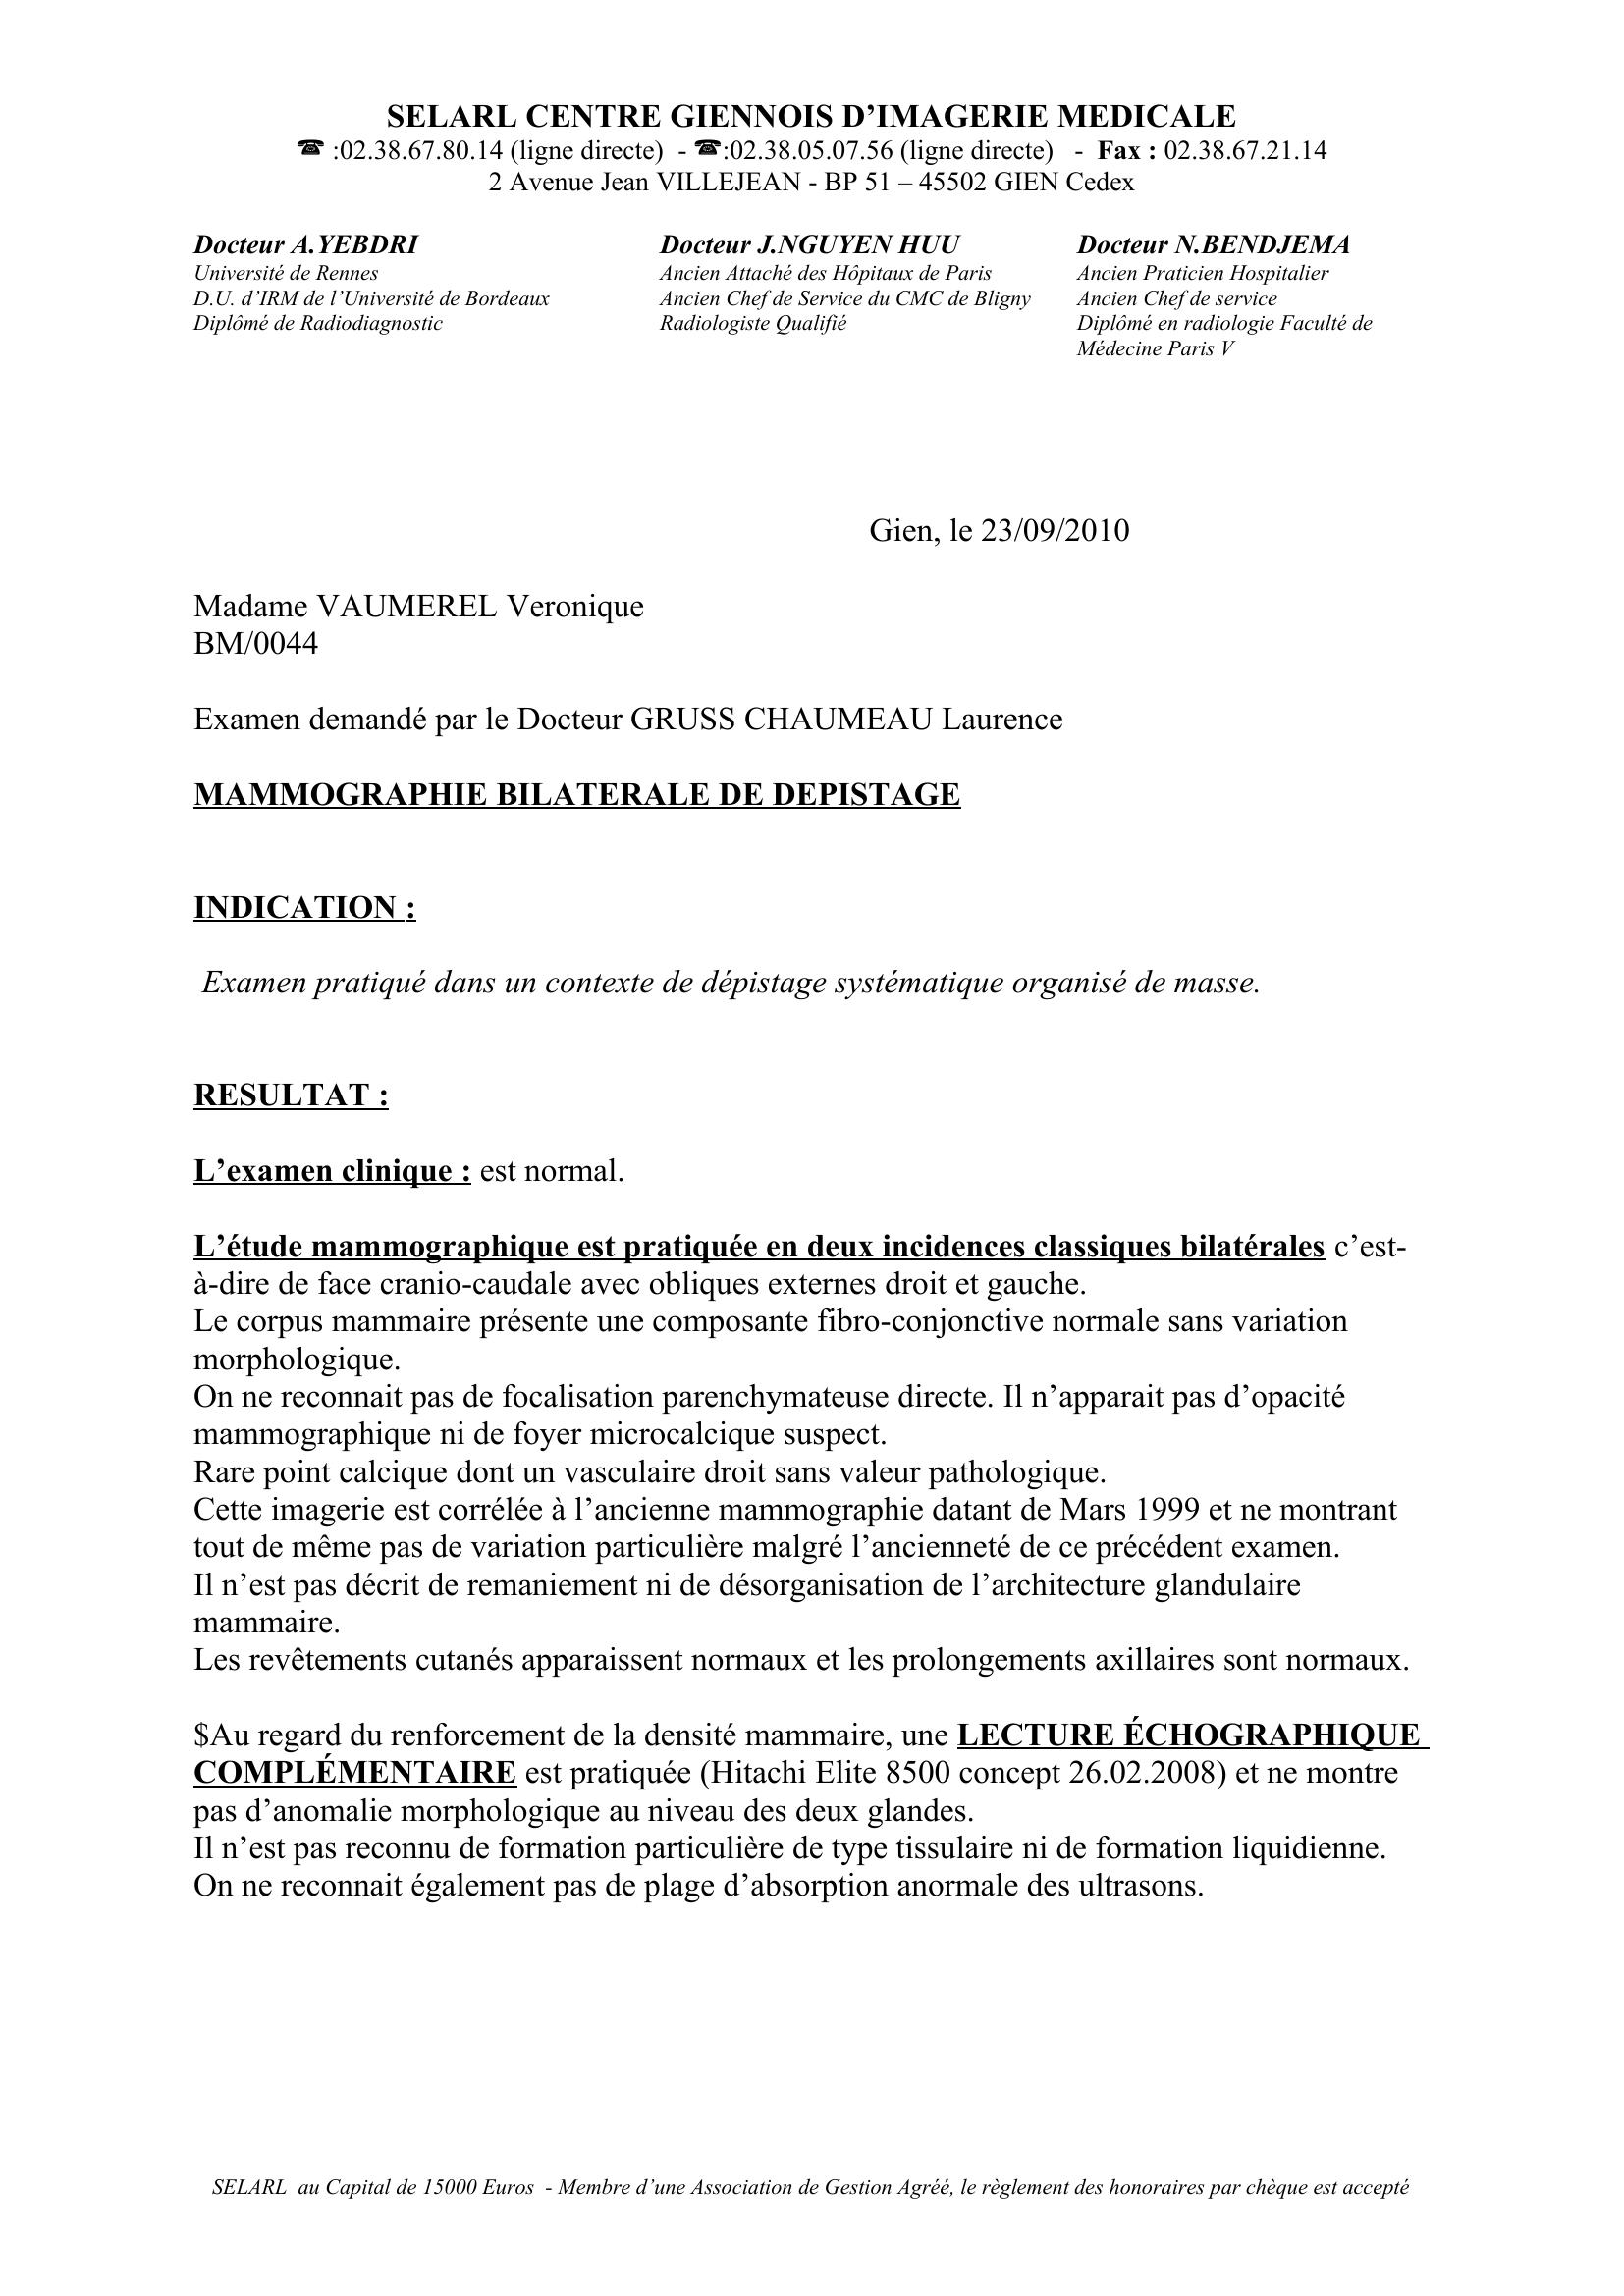 SELARL CENTRE GIENNOIS D’IMAGERIE MEDICALE
☎ :02.38.67.80.14 (ligne directe) - ☎:02.38.05.07.56 (ligne directe) - Fax : 02.38.67.21.14
2 Avenue Jean VILLEJEAN - BP 51 – 45502 GIEN Cedex
Docteur A.YEBDRI
Université de Rennes
D.U. d’IRM de l’Université de Bordeaux
Diplômé de Radiodiagnostic
Docteur J.NGUYEN HUU
Ancien Attaché des Hôpitaux de Paris
Ancien Chef de Service du CMC de Bligny
Radiologiste Qualifié
Docteur N.BENDJEMA
Ancien Praticien Hospitalier
Ancien Chef de service
Diplômé en radiologie Faculté de
Médecine Paris V
Gien, le 23/09/2010
Madame VAUMEREL Veronique
BM/0044
Examen demandé par le Docteur GRUSS CHAUMEAU Laurence
MAMMOGRAPHIE BILATERALE DE DEPISTAGE
INDICATION :
Examen pratiqué dans un contexte de dépistage systématique organisé de masse.
RESULTAT :
L’examen clinique : est normal.
L’étude mammographique est pratiquée en deux incidences classiques bilatérales c’est-
à-dire de face cranio-caudale avec obliques externes droit et gauche.
Le corpus mammaire présente une composante fibro-conjonctive normale sans variation
morphologique.
On ne reconnait pas de focalisation parenchymateuse directe. Il n’apparait pas d’opacité
mammographique ni de foyer microcalcique suspect.
Rare point calcique dont un vasculaire droit sans valeur pathologique.
Cette imagerie est corrélée à l’ancienne mammographie datant de Mars 1999 et ne montrant
tout de même pas de variation particulière malgré l’ancienneté de ce précédent examen.
Il n’est pas décrit de remaniement ni de désorganisation de l’architecture glandulaire
mammaire.
Les revêtements cutanés apparaissent normaux et les prolongements axillaires sont normaux.
$Au regard du renforcement de la densité mammaire, une LECTURE ÉCHOGRAPHIQUE
COMPLÉMENTAIRE est pratiquée (Hitachi Elite 8500 concept 26.02.2008) et ne montre
pas d’anomalie morphologique au niveau des deux glandes.
Il n’est pas reconnu de formation particulière de type tissulaire ni de formation liquidienne.
On ne reconnait également pas de plage d’absorption anormale des ultrasons.
SELARL au Capital de 15000 Euros - Membre d’une Association de Gestion Agréé, le règlement des honoraires par chèque est accepté